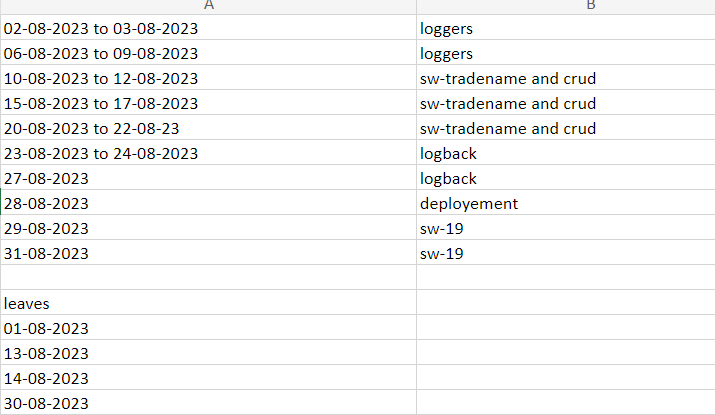 A B
02-08-2023 to 03-08-2023 loggers
06-08-2023 to 09-08-2023 loggers
10-08-2023 to 12-08-2023 sw-tradename and crud
15-08-2023 to 17-08-2023 sw-tradename and crud
20-08-2023 to 22-08-23 sw-tradename and crud
23-08-2023 to 24-08-2023 logback
27-08-2023 logback
28-08-2023 deployement
29-08-2023 sw-19
31-08-2023 sw-19
leaves
01-08-2023
13-08-2023
14-08-2023
30-08-2023